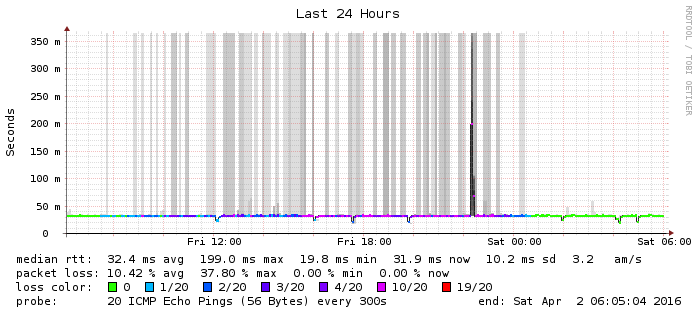 Last 24 Hours
RRDTOOL / TOBI OETIKER
Seconds
350 m
300 m
250 m
200 m
150 m
100 m
50 m
0
Fri 12:00 Fri 18:00 Sat 00:00 Sat 06:00
median rtt: 32.4 ms avg 199.0 ms max 19.8 ms min 31.9 ms now 10.2 ms sd 3.2 am/s
packet loss: 10.42 % avg 37.80 % max 0.00 % min 0.00 % now
loss color: 0 1/20 2/20 3/20 4/20 10/20 19/20
probe: 20 ICMP Echo Pings (56 Bytes) every 300s end: Sat Apr 2 06:05:04 2016